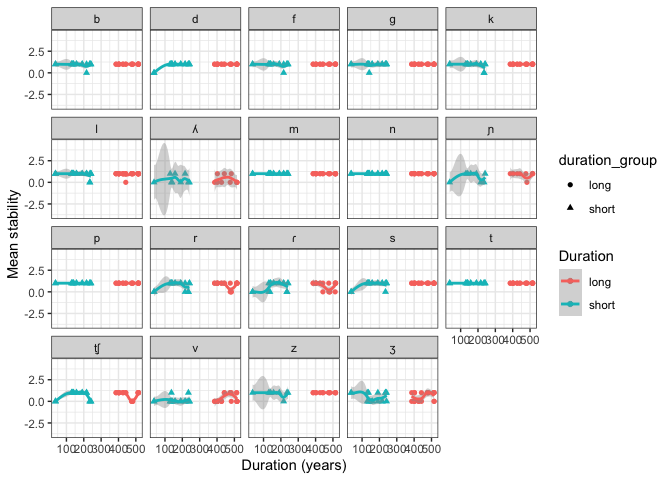 b d f g k
2.5
0.0
-2.5
l ʎ m n ɲ
2.5
0.0
-2.5
p r ɾ s t
2.5
0.0
-2.5
100200300400500
ʧ v z ʒ
2.5
0.0
-2.5
100200300400500 100200300400500 100200300400500 100200300400500
Duration (years)
Mean stability
duration_group
long
short
Duration
long
short